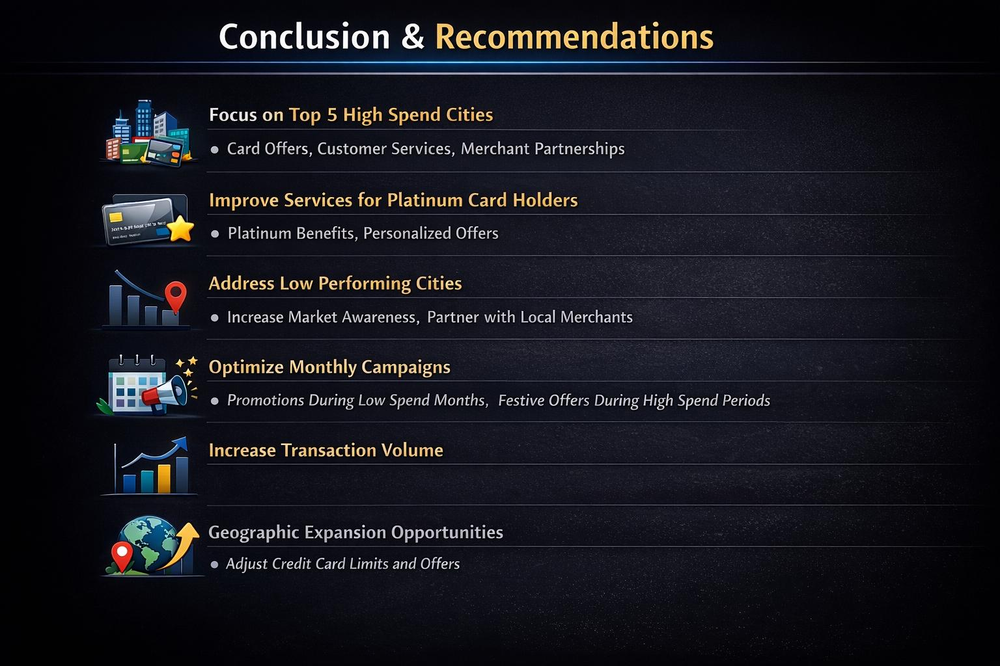 Conclusion & Recommendations
Focus on Top 5 High Spend Cities
• Card Offers, Customer Services, Merchant Partnerships
Improve Services for Platinum Card Holders
• Platinum Benefits, Personalized Offers
Address Low Performing Cities
• Increase Market Awareness, Partner with Local Merchants
Optimize Monthly Campaigns
• Promotions During Low Spend Months, Festive Offers During High Spend Periods
Increase Transaction Volume
Geographic Expansion Opportunities
• Adjust Credit Card Limits and Offers